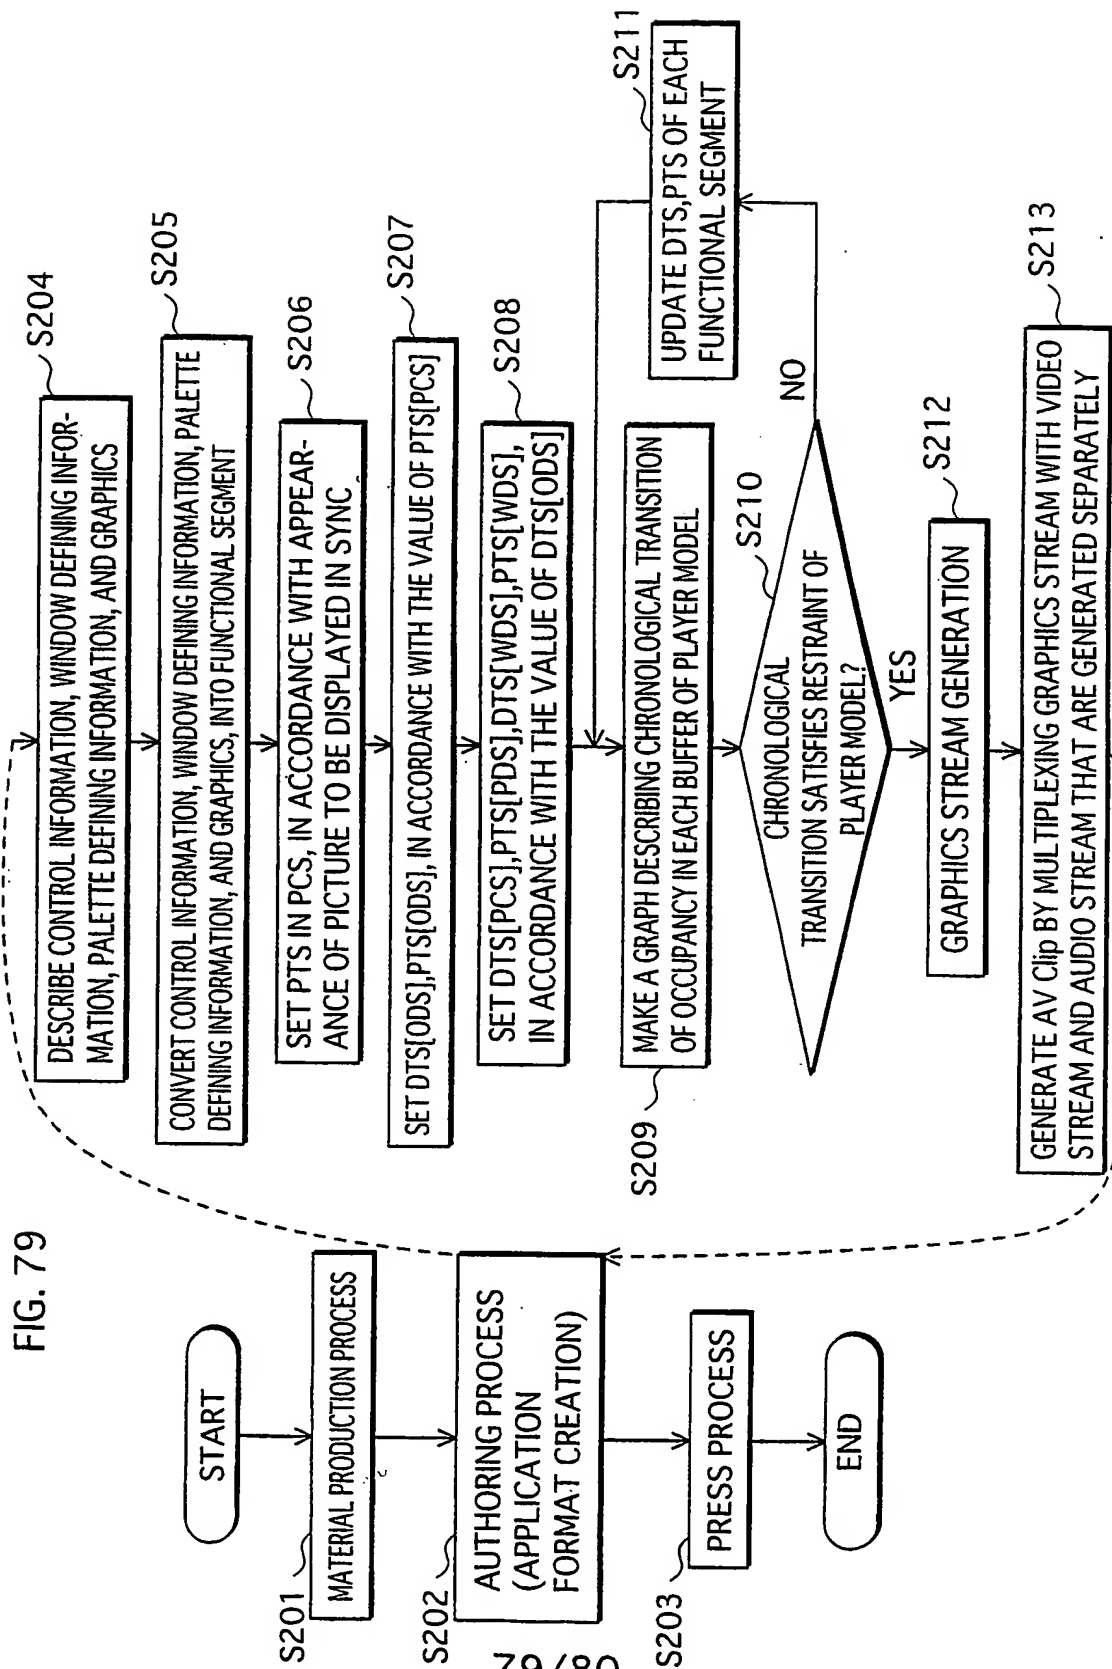 FIG. 79
START
S201
MATERIAL PRODUCTION PROCESS
S202
AUTHORING PROCESS
(APPLICATION
FORMAT CREATION)
S203
PRESS PROCESS
END
S204
DESCRIBE CONTROL INFORMATION, WINDOW DEFINING INFOR-
MATION, PALETTE DEFINING INFORMATION, AND GRAPHICS
S205
CONVERT CONTROL INFORMATION, WINDOW DEFINING INFORMATION, PALETTE
DEFINING INFORMATION, AND GRAPHICS, INTO FUNCTIONAL SEGMENT
S206
SET PTS IN PCS, IN ACCORDANCE WITH APPEAR-
ANCE OF PICTURE TO BE DISPLAYED IN SYNC
S207
SET DTS[ODS],PTS[ODS], IN ACCORDANCE WITH THE VALUE OF PTS[PCS]
S208
SET DTS[PCS],PTS[PDS],DTS[WDS],PTS[WDS],
IN ACCORDANCE WITH THE VALUE OF DTS[ODS]
S209
MAKE A GRAPH DESCRIBING CHRONOLOGICAL TRANSITION
OF OCCUPANCY IN EACH BUFFER OF PLAYER MODEL
S210
CHRONOLOGICAL
TRANSITION SATISFIES RESTRAINT OF
PLAYER MODEL?
NO
YES
S211
UPDATE DTS,PTS OF EACH
FUNCTIONAL SEGMENT
S212
GRAPHICS STREAM GENERATION
S213
GENERATE AV Clip BY MULTIPLEXING GRAPHICS STREAM WITH VIDEO
STREAM AND AUDIO STREAM THAT ARE GENERATED SEPARATELY
79/80